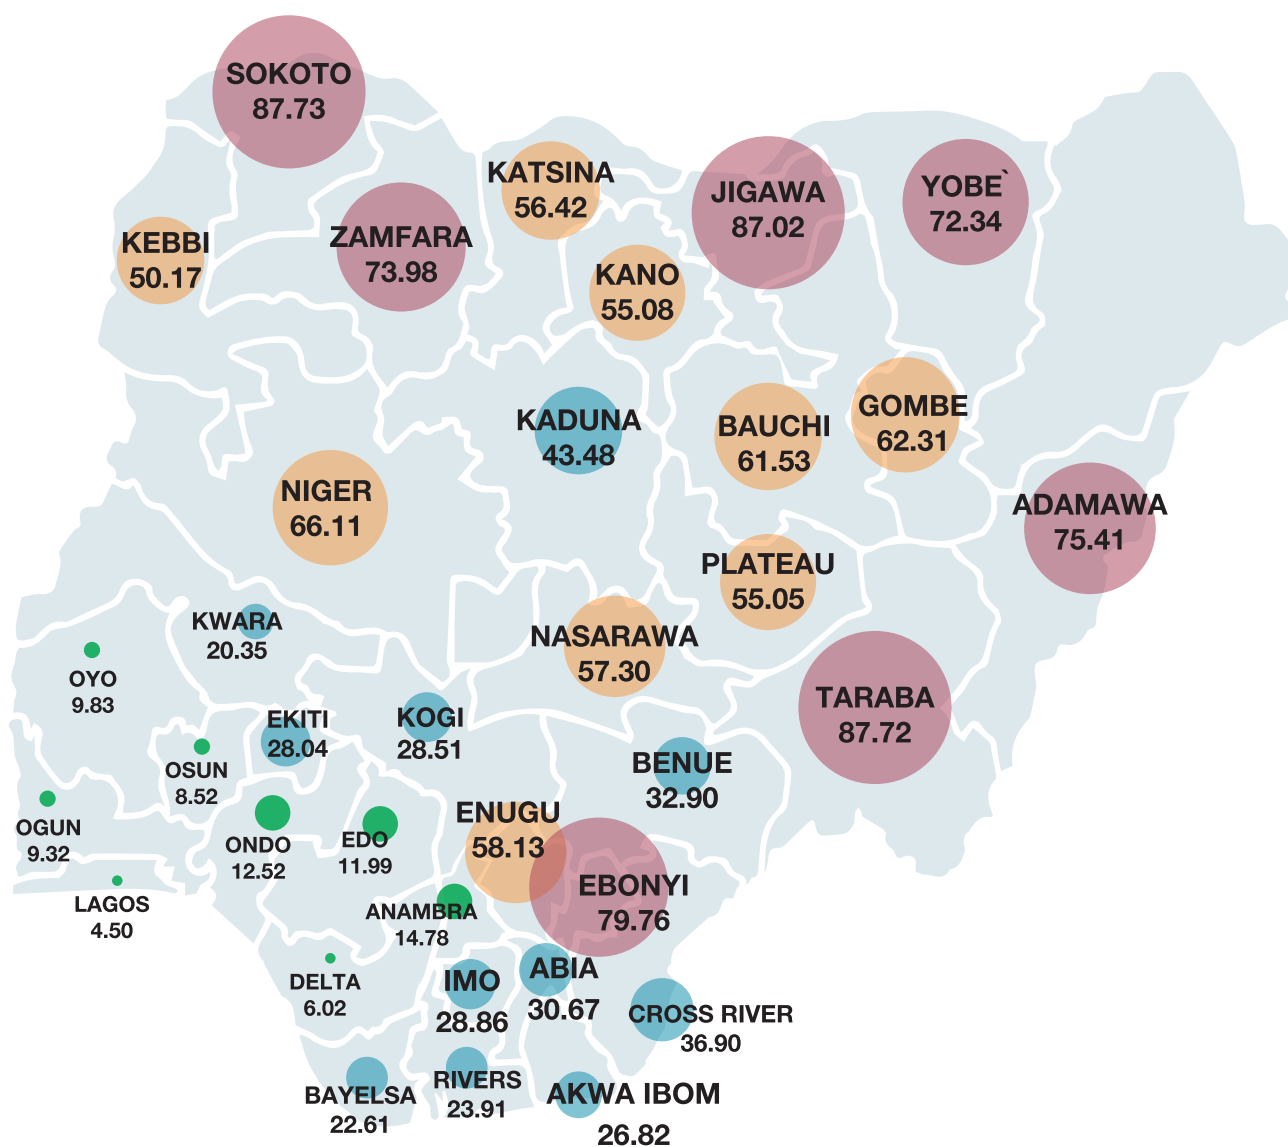 SOKOTO
87.73
KATSINA
56.42
JIGAWA
87.02
YOBE`
72.34
KEBBI
50.17
ZAMFARA
73.98
KANO
55.08
KADUNA
43.48
BAUCHI
61.53
GOMBE
62.31
NIGER
66.11
ADAMAWA
75.41
PLATEAU
55.05
KWARA
20.35
NASARAWA
57.30
OYO
9.83
EKITI
28.04
KOGI
28.51
TARABA
87.72
OSUN
8.52
BENUE
32.90
OGUN
9.32
ONDO
12.52
EDO
11.99
ENUGU
58.13
EBONYI
79.76
LAGOS
4.50
ANAMBRA
14.78
DELTA
6.02
IMO
28.86
ABIA
30.67
CROSS RIVER
36.90
BAYELSA
22.61
RIVERS
23.91
AKWA IBOM
26.82